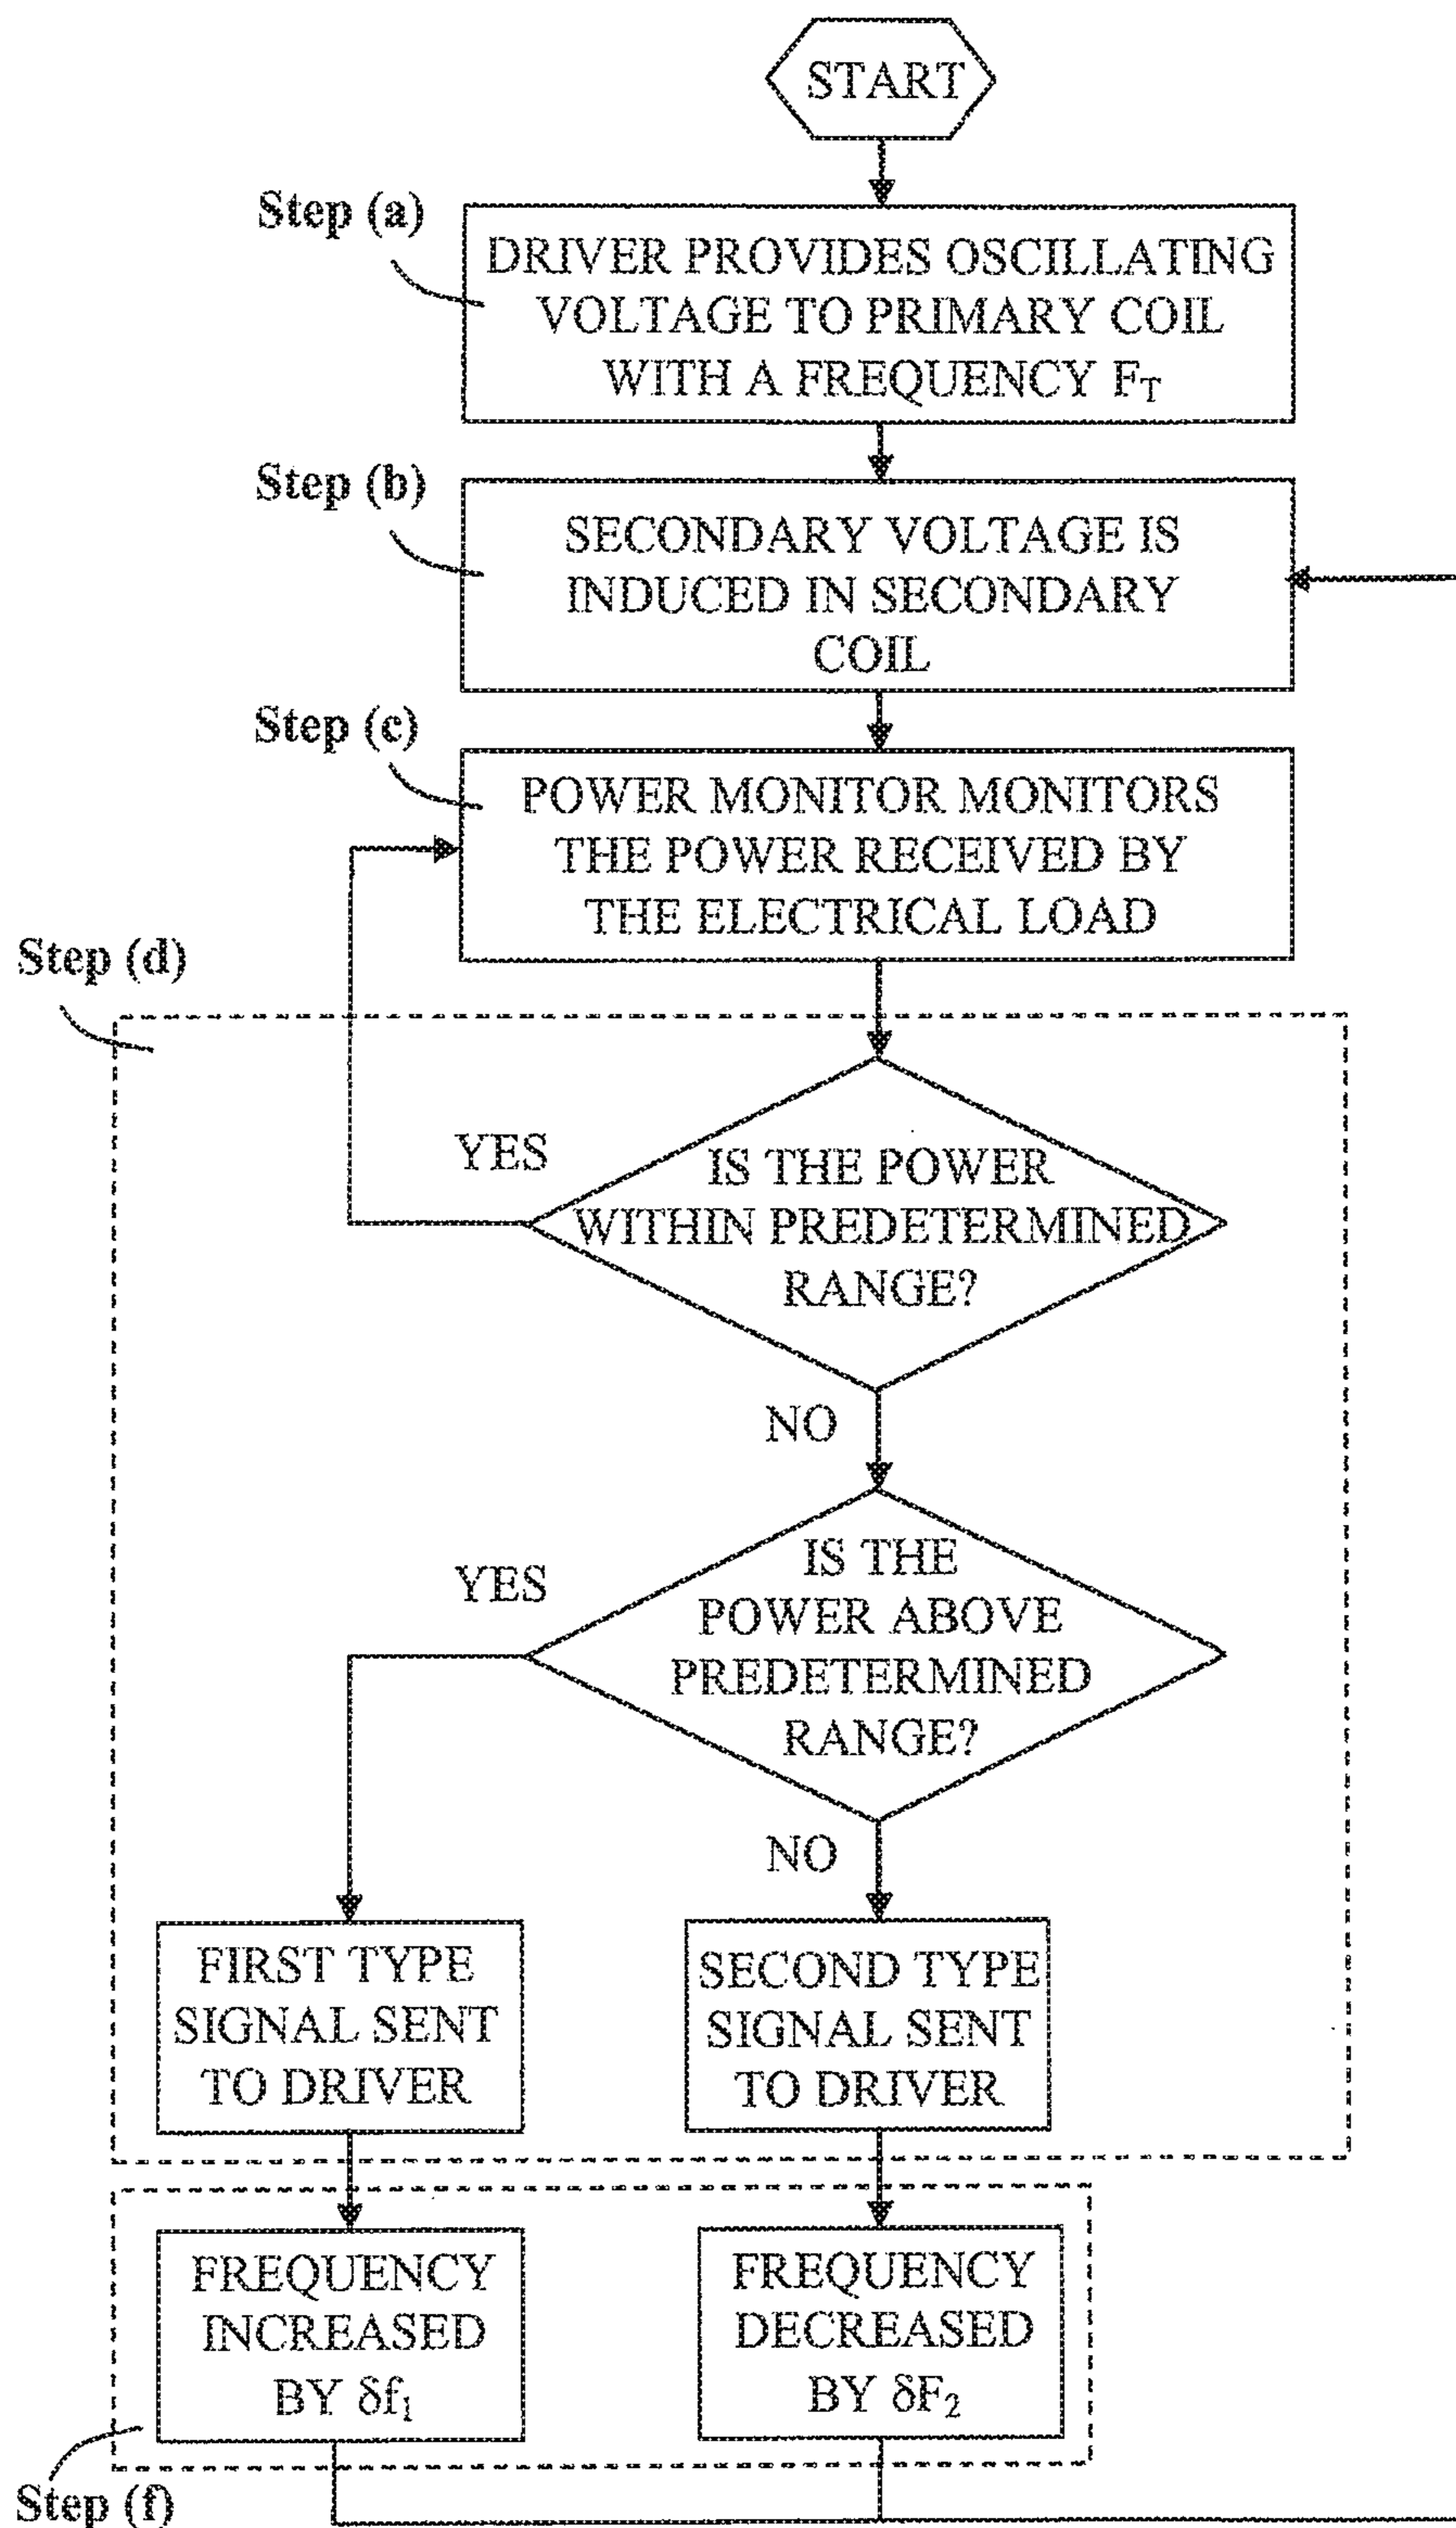 START
Step (a)
DRIVER PROVIDES OSCILLATING
VOLTAGE TO PRIMARY COIL
WITH A FREQUENCY F_T
Step (b)
SECONDARY VOLTAGE IS
INDUCED IN SECONDARY
COIL
Step (c)
POWER MONITOR MONITORS
THE POWER RECEIVED BY
THE ELECTRICAL LOAD
Step (d)
YES
IS THE POWER
WITHIN PREDETERMINED
RANGE?
NO
YES
IS THE
POWER ABOVE
PREDETERMINED
RANGE?
NO
FIRST TYPE
SIGNAL SENT
TO DRIVER
SECOND TYPE
SIGNAL SENT
TO DRIVER
FREQUENCY
INCREASED
BY δf₁
FREQUENCY
DECREASED
BY δF₂
Step (f)